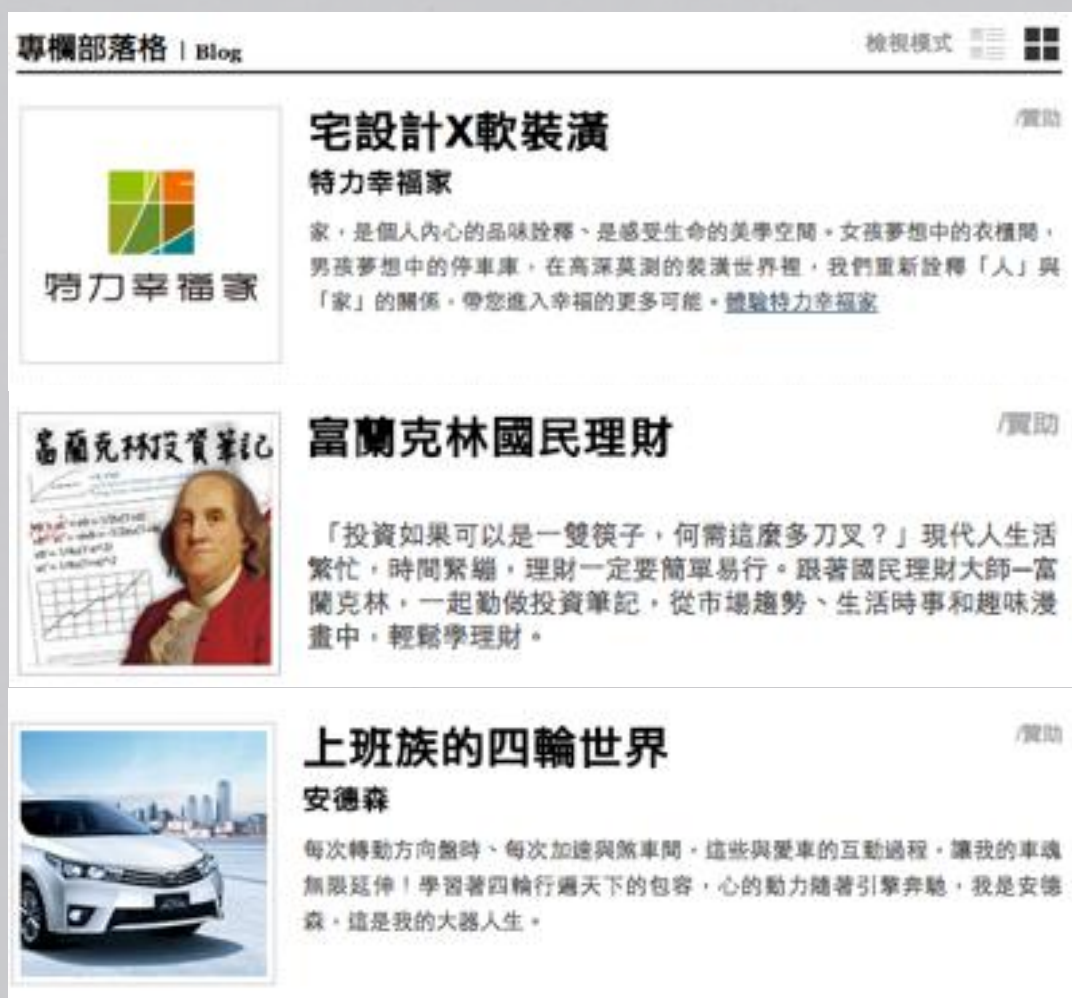 專欄部落格 | Blog
檢視模式
宅設計X軟裝潢
/贊助
特力幸福家
家，是個人內心的品味詮釋、是感受生命的美學空間。女孩夢想中的衣櫃間，
男孩夢想中的停車庫，在高深莫測的裝潢世界裡，我們重新詮釋「人」與
「家」的關係，帶您進入幸福的更多可能。體驗特力幸福家
特力幸福家
富蘭克林國民理財
/贊助
富蘭克林投資筆記
「投資如果可以是一雙筷子，何需這麼多刀叉？」現代人生活
繁忙，時間緊繃，理財一定要簡單易行。跟著國民理財大師—富
蘭克林，一起勤做投資筆記，從市場趨勢、生活時事和趣味漫
畫中，輕鬆學理財。
上班族的四輪世界
/贊助
安德森
每次轉動方向盤時、每次加速與煞車間，這些與愛車的互動過程，讓我的車魂
無限延伸！學習著四輪行遍天下的包容，心的動力隨著引擎奔馳，我是安德
森，這是我的大器人生。